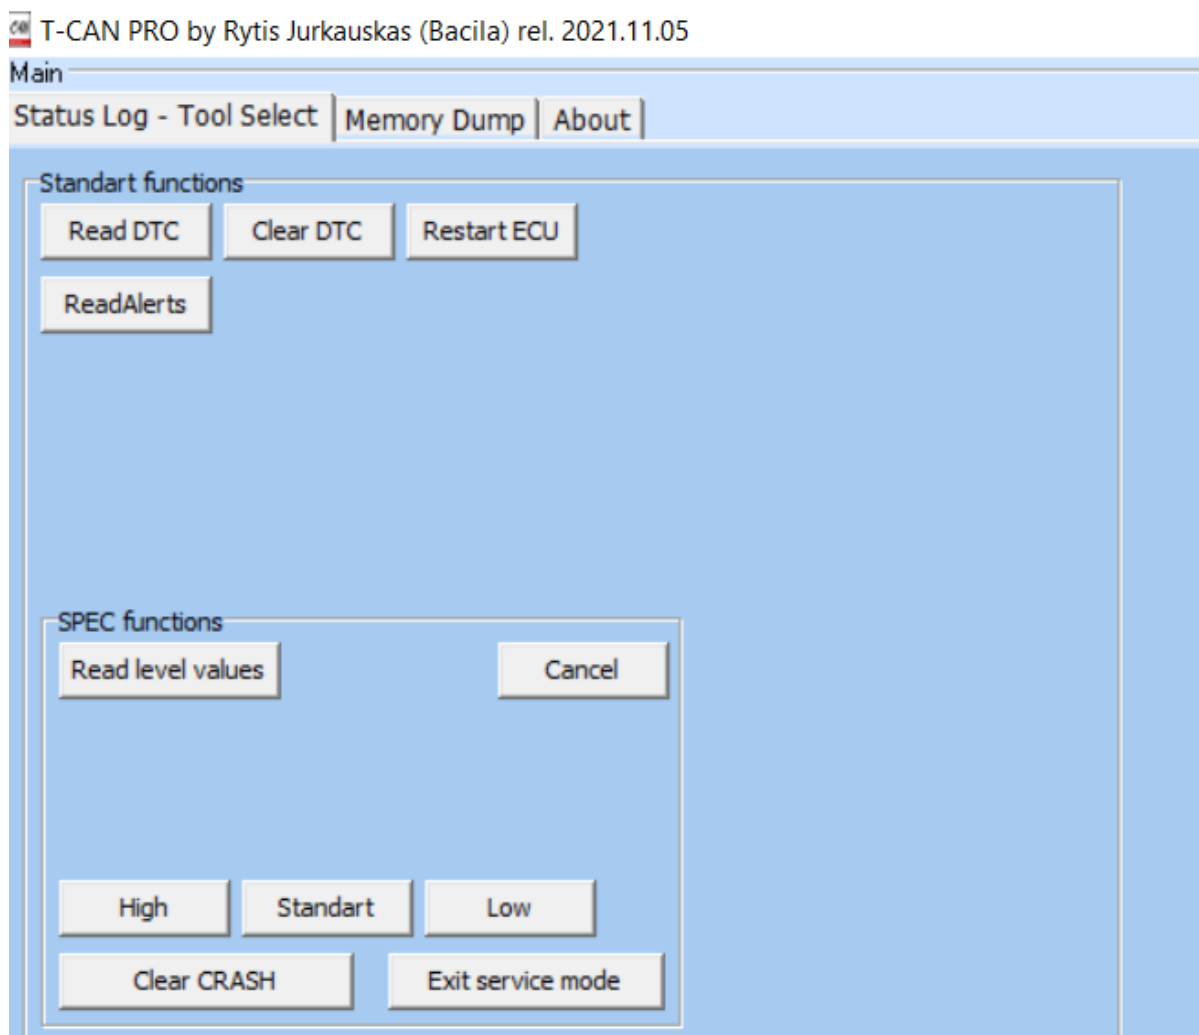 T-CAN PRO by Rytis Jurkauskas (Bacila) rel. 2021.11.05
Main
Status Log - Tool Select Memory Dump About
Standart functions
Read DTC Clear DTC Restart ECU
ReadAlerts
SPEC functions
Read level values Cancel
High Standart Low
Clear CRASH Exit service mode